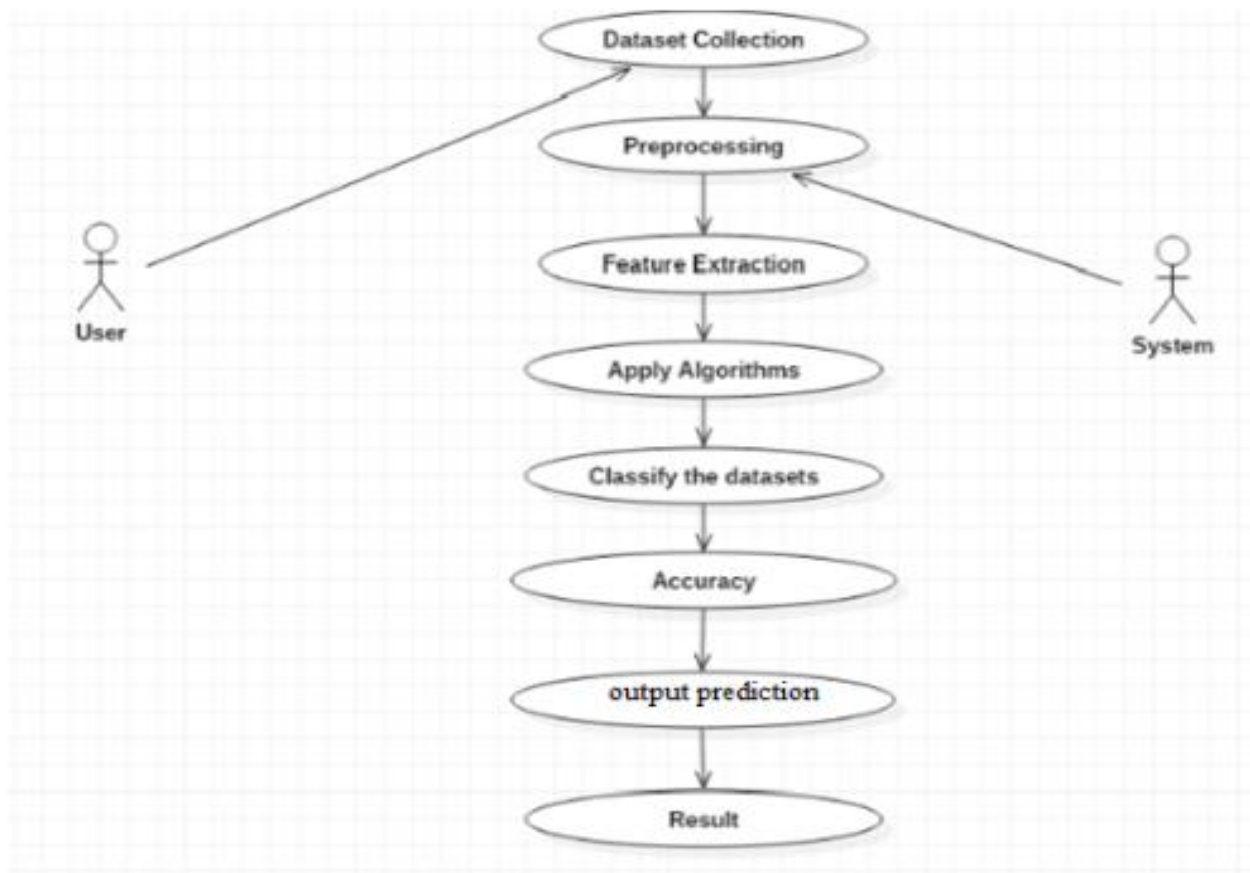 Dataset Collection
Preprocessing
Feature Extraction
User
System
Apply Algorithms
Classify the datasets
Accuracy
output prediction
Result